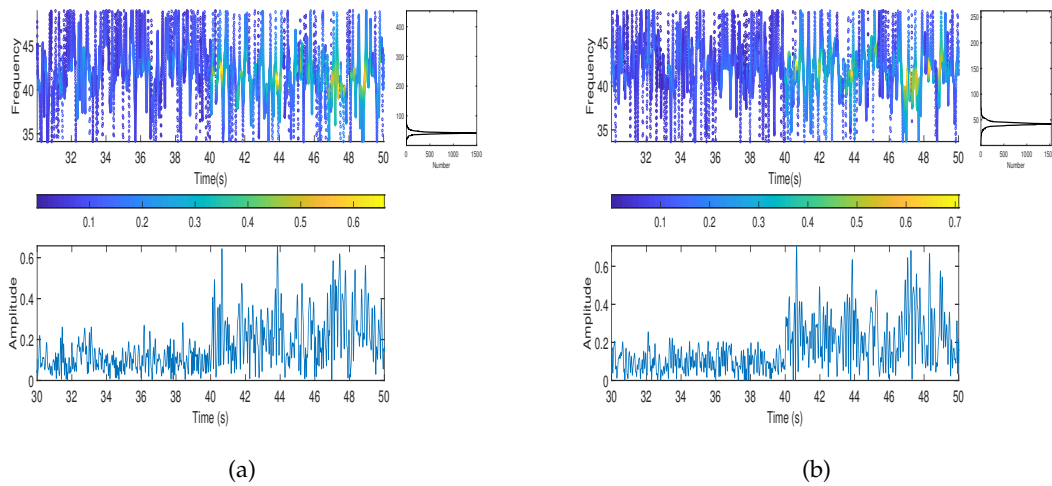 45
40
35
Frequency
32 34 36 38 40 42 44 46 48 50
Time(s)
400
300
200
100
0 500 1000 1500
Number
0.1 0.2 0.3 0.4 0.5 0.6
0.6
0.4
0.2
0
Amplitude
30 32 34 36 38 40 42 44 46 48 50
Time (s)
(a)
45
40
35
Frequency
32 34 36 38 40 42 44 46 48 50
Time(s)
250
200
150
100
50
0 500 1000 1500
Number
0.1 0.2 0.3 0.4 0.5 0.6 0.7
0.6
0.4
0.2
0
Amplitude
30 32 34 36 38 40 42 44 46 48 50
Time (s)
(b)